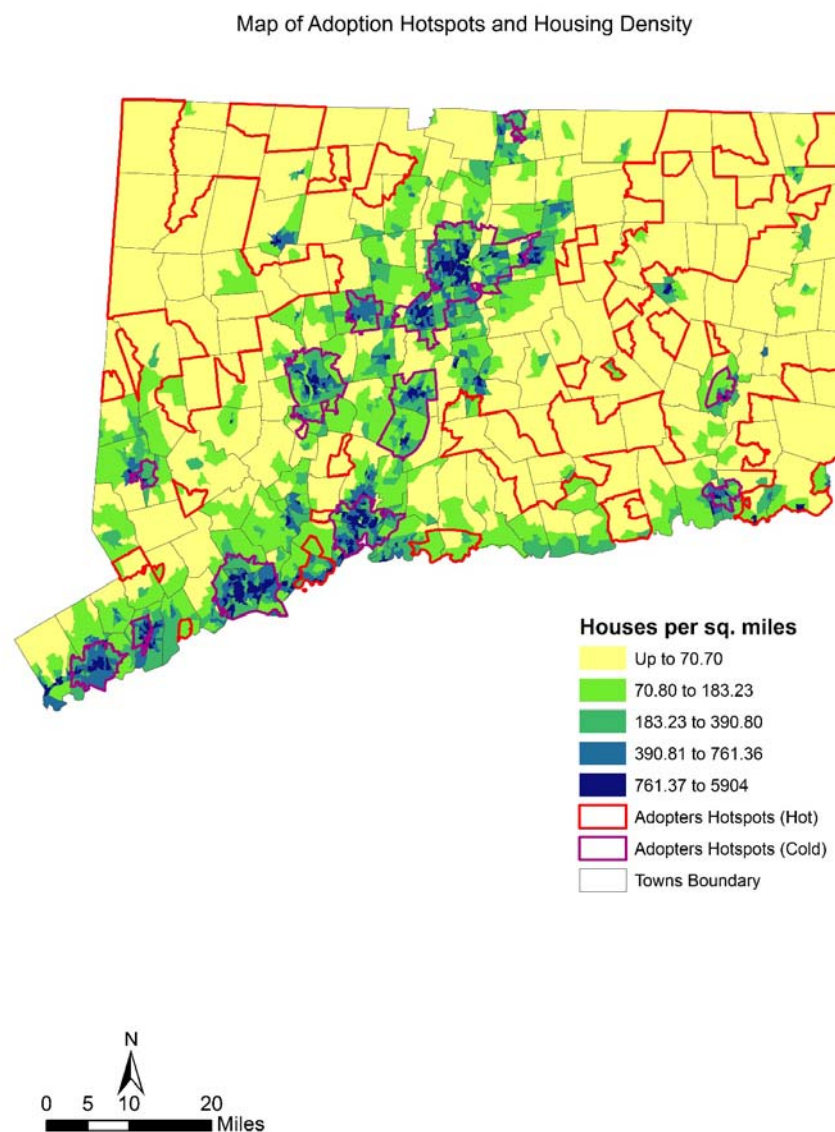 Map of Adoption Hotspots and Housing Density
Houses per sq. miles
Up to 70.70
70.80 to 183.23
183.23 to 390.80
390.81 to 761.36
761.37 to 5904
Adopters Hotspots (Hot)
Adopters Hotspots (Cold)
Towns Boundary
N
0 5 10 20
Miles